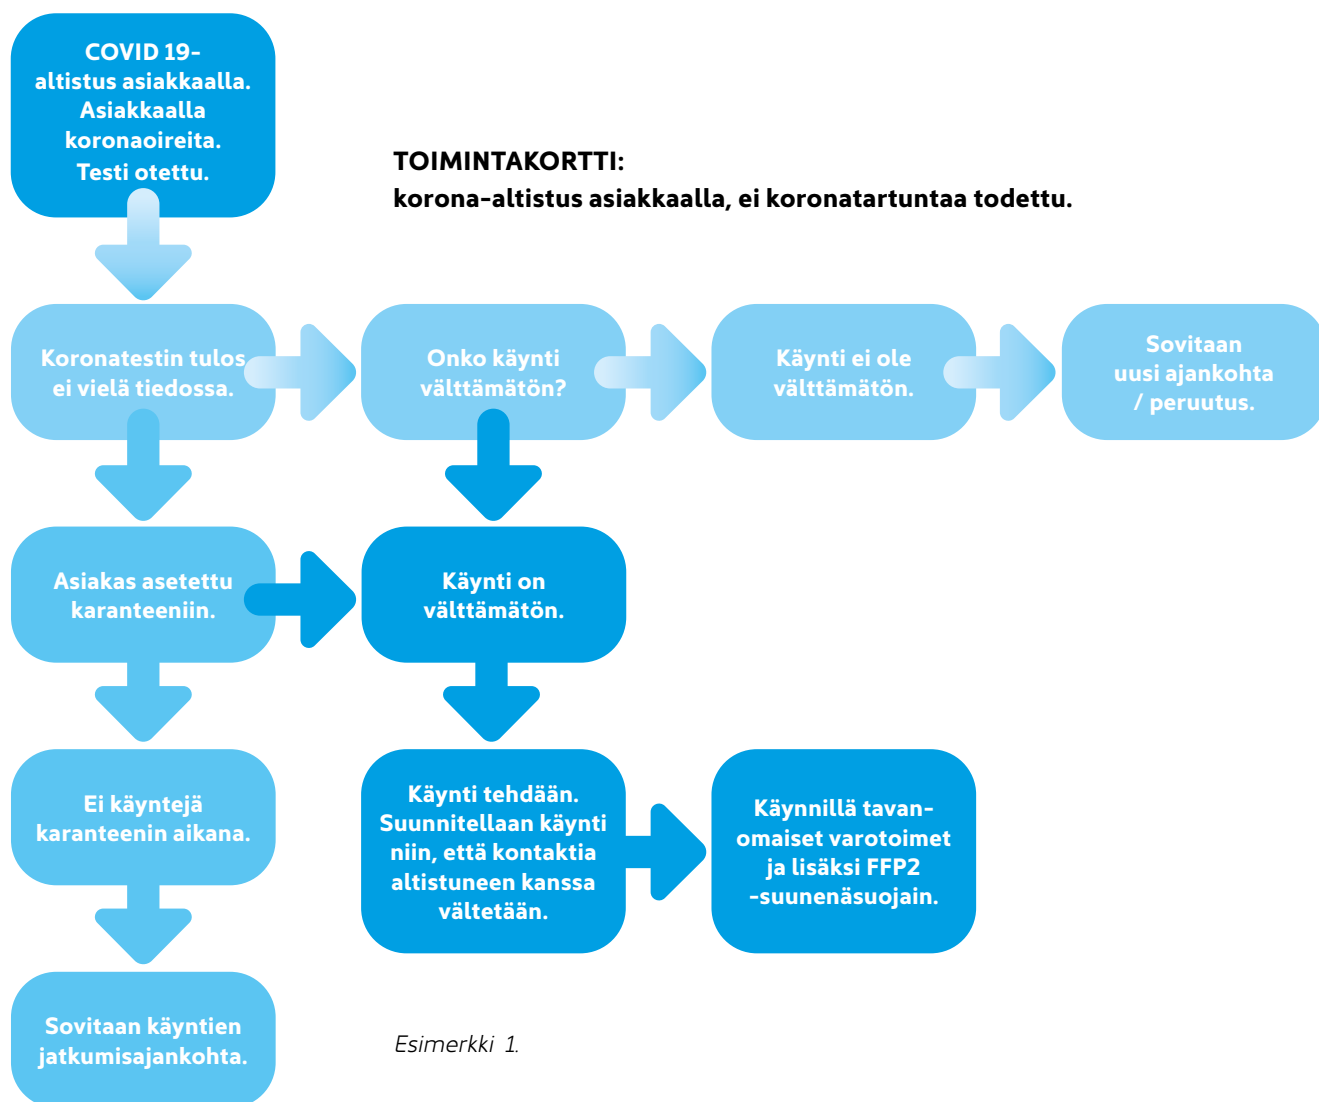 COVID 19-
altistus asiakkaalla.
Asiakkaalla
koronaoireita.
Testi otettu.
TOIMINTAKORTTI:
korona-altistus asiakkaalla, ei koronatartuntaa todettu.
Koronatestin tulos
ei vielä tiedossa.
Onko käynti
välttämätön?
Käynti ei ole
välttämätön.
Sovitaan
uusi ajankohta
/ peruutus.
Asiakas asetettu
karanteeniin.
Käynti on
välttämätön.
Ei käyntejä
karanteenin aikana.
Käynti tehdään.
Suunnitellaan käynti
niin, että kontaktia
altistuneen kanssa
vältetään.
Käynnillä tavan-
omaiset varotoimet
ja lisäksi FFP2
-suunenäsuojain.
Sovitaan käyntien
jatkumisajankohta.
Esimerkki 1.